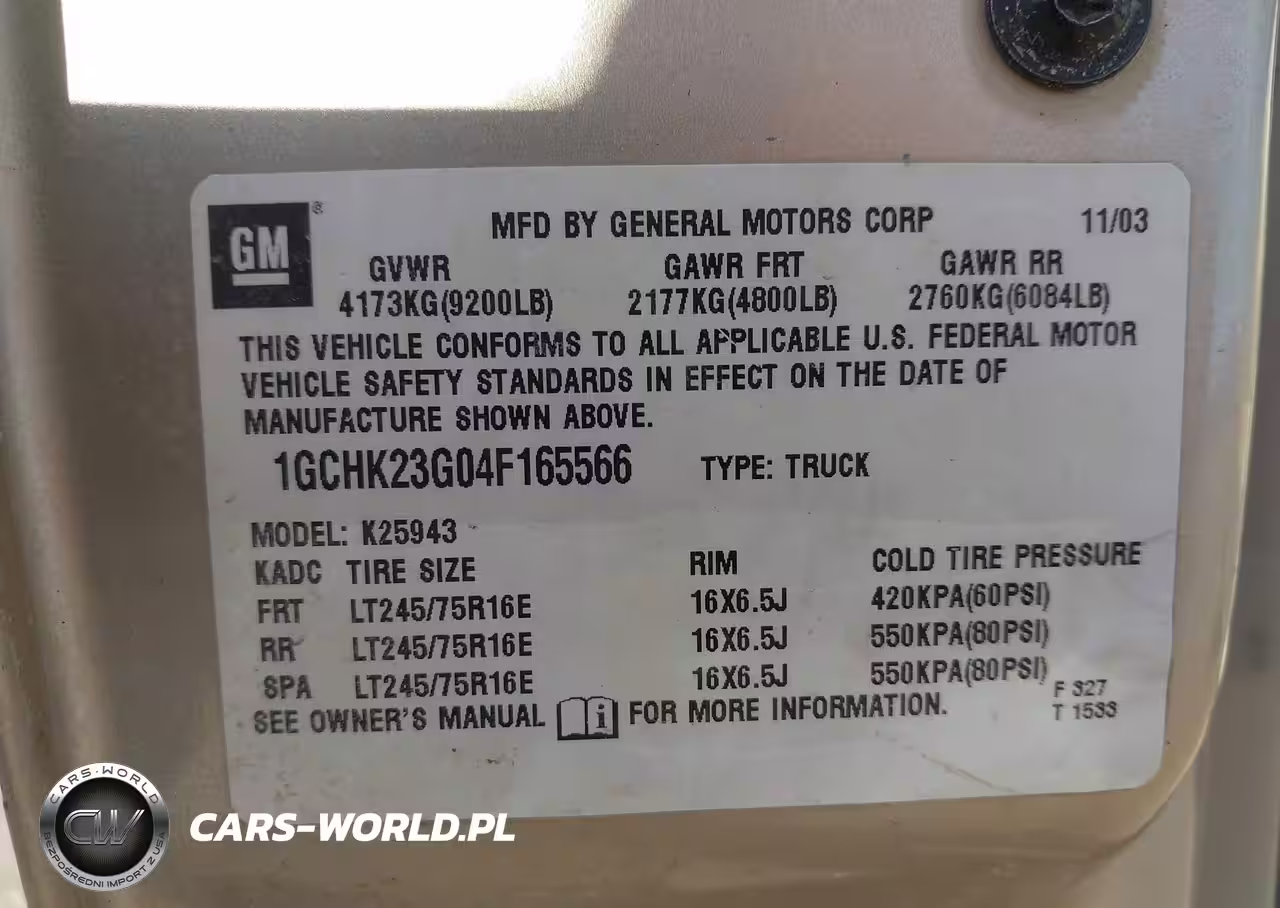 GM ®
MFD BY GENERAL MOTORS CORP 11/03
GVWR GAWR FRT GAWR RR
4173KG(9200LB) 2177KG(4800LB) 2760KG(6084LB)
THIS VEHICLE CONFORMS TO ALL APPLICABLE U.S. FEDERAL MOTOR
VEHICLE SAFETY STANDARDS IN EFFECT ON THE DATE OF
MANUFACTURE SHOWN ABOVE.
1GCHK23G04F165566 TYPE: TRUCK
MODEL: K25943
KADC TIRE SIZE RIM COLD TIRE PRESSURE
FRT LT245/75R16E 16X6.5J 420KPA(60PSI)
RR LT245/75R16E 16X6.5J 550KPA(80PSI)
SPA LT245/75R16E 16X6.5J 550KPA(80PSI)
SEE OWNER'S MANUAL i FOR MORE INFORMATION.
F 327
T 1533
CARS-WORLD
CW
BEZPOŚREDNI IMPORT Z USA
CARS-WORLD.PL